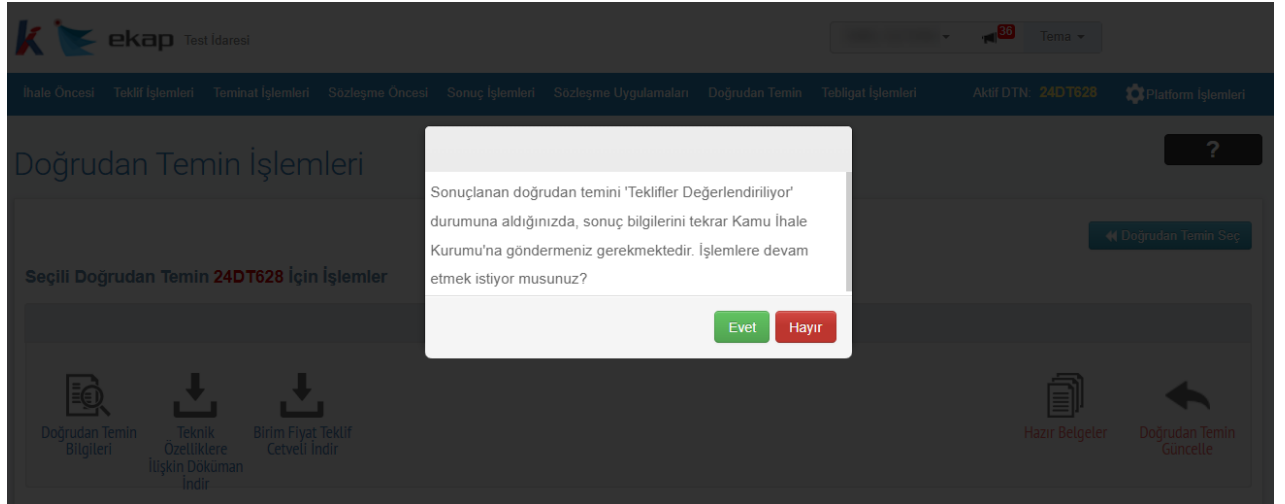 ekap Test İdaresi
36
Tema
İhale Öncesi Teklif İşlemleri Teminat İşlemleri Sözleşme Öncesi Sonuç İşlemleri Sözleşme Uygulamaları Doğrudan Temin Tebligat İşlemleri Aktif DTN: 24DT628 Platform İşlemleri
Doğrudan Temin İşlemleri
?
Sonuçlanan doğrudan temini 'Teklifler Değerlendiriliyor'
durumuna aldığınızda, sonuç bilgilerini tekrar Kamu İhale
Kurumu'na göndermeniz gerekmektedir. İşlemlere devam
etmek istiyor musunuz?
Evet Hayır
Doğrudan Temin Seç
Seçili Doğrudan Temin 24DT628 İçin İşlemler
Doğrudan Temin
Bilgileri
Teknik
Özelliklere
İlişkin Döküman
İndir
Birim Fiyat Teklif
Cetveli İndir
Hazır Belgeler
Doğrudan Temin
Güncelle